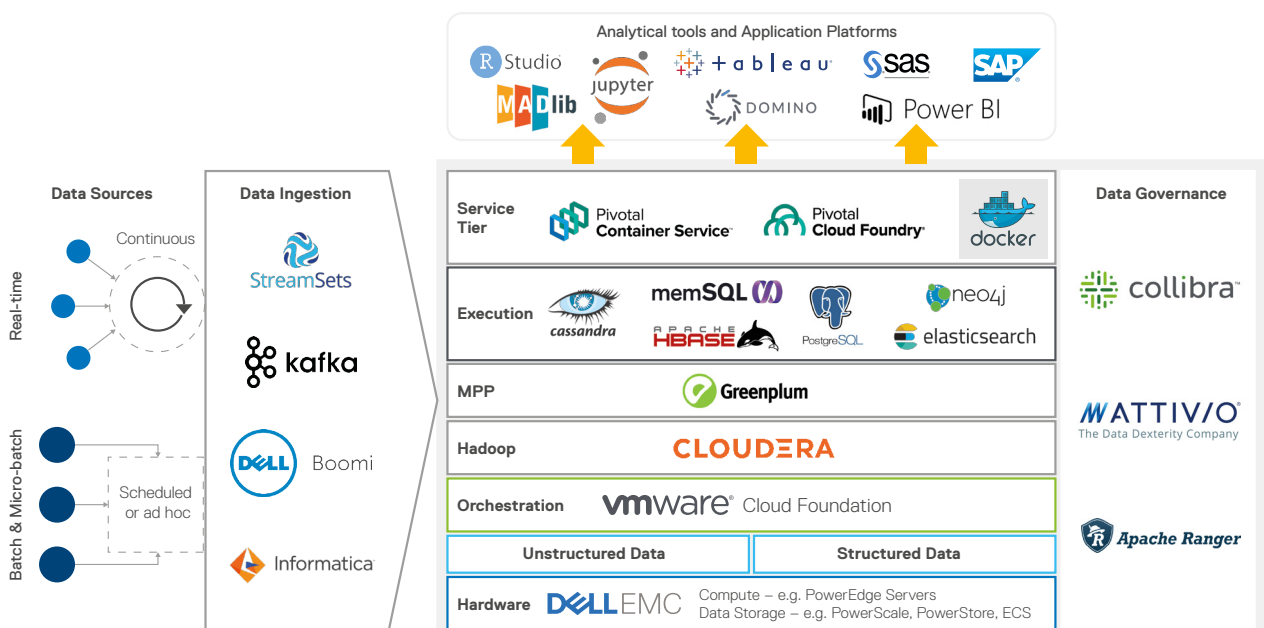 Analytical tools and Application Platforms
R Studio
jupyter
+ a b l e a u
sas
SAP
MADlib
DOMINO
Power BI
Data Sources
Real-time
Continuous
Batch & Micro-batch
Scheduled
or ad hoc
Data Ingestion
StreamSets
kafka
DELL Boomi
Informatica
Service
Tier
Pivotal
Container Service™
Pivotal
Cloud Foundry®
docker
Execution
cassandra
memSQL
APACHE
HBASE
PostgreSQL
neo4j
elasticsearch
MPP
Greenplum
Hadoop
CLOUDERA
Orchestration
vmware® Cloud Foundation
Unstructured Data
Structured Data
Hardware
DELL EMC
Compute – e.g. PowerEdge Servers
Data Storage – e.g. PowerScale, PowerStore, ECS
Data Governance
collibra™
ATTIVIO®
The Data Dexterity Company
R
Apache Ranger